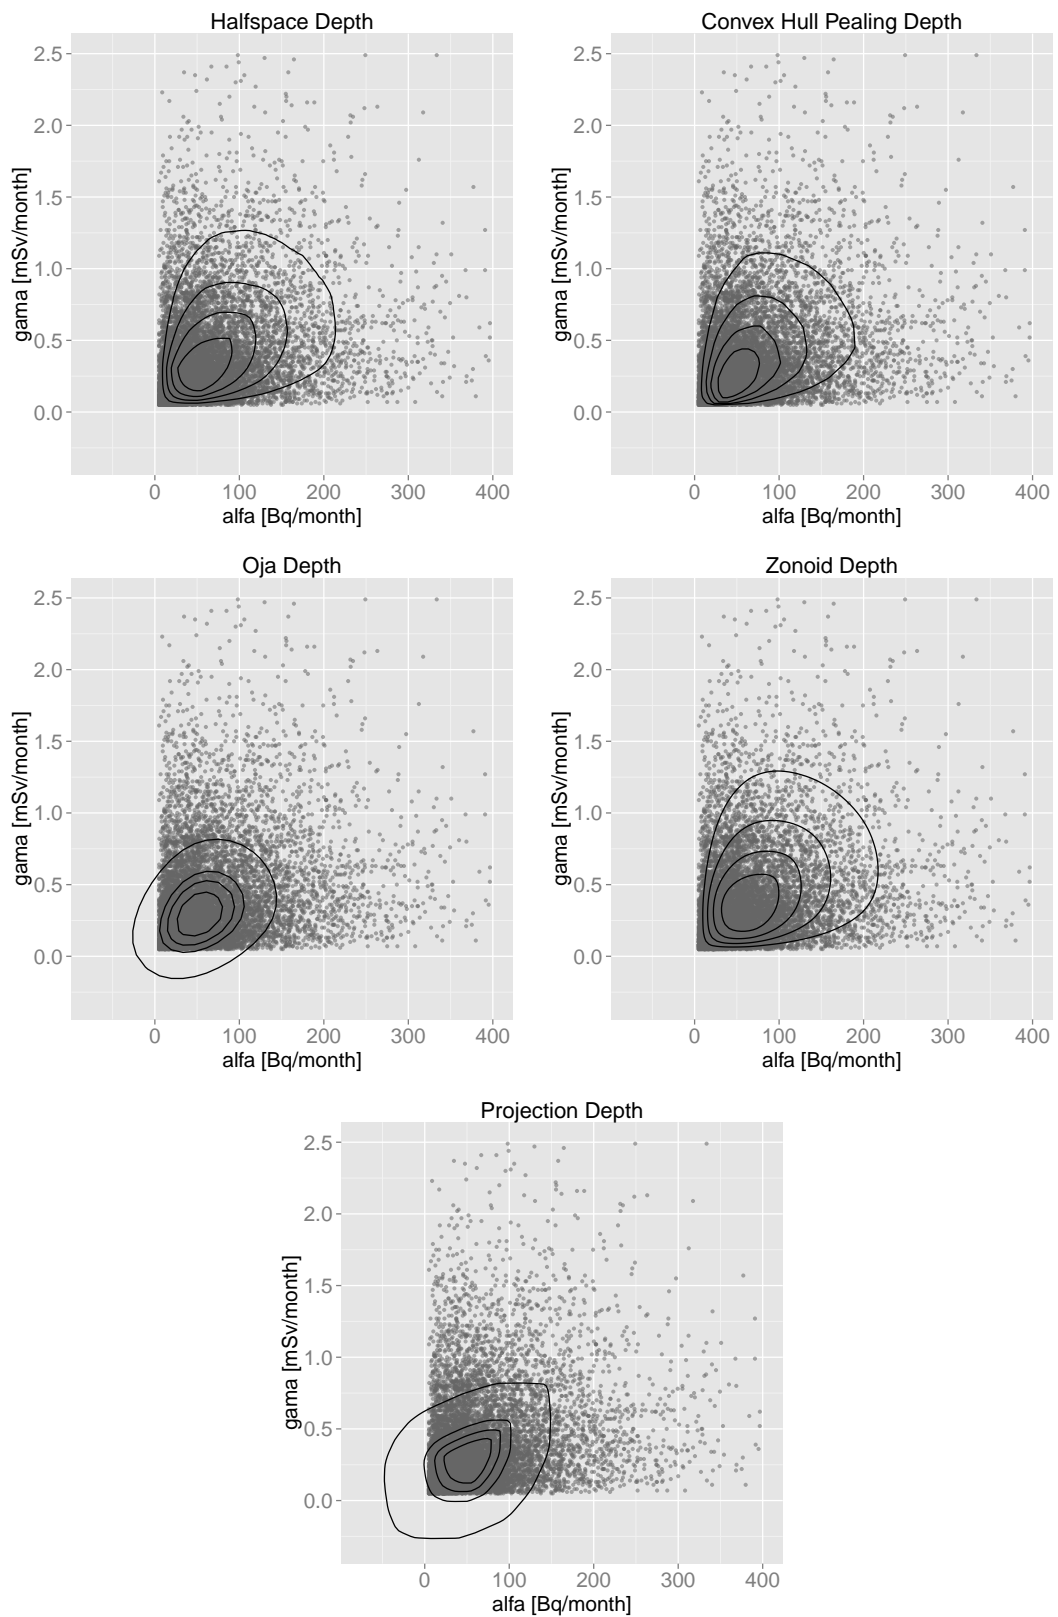 Halfspace Depth
2.5
2.0
1.5
1.0
0.5
0.0
gama [mSv/month]
0 100 200 300 400
alfa [Bq/month]
Convex Hull Pealing Depth
2.5
2.0
1.5
1.0
0.5
0.0
gama [mSv/month]
0 100 200 300 400
alfa [Bq/month]
Oja Depth
2.5
2.0
1.5
1.0
0.5
0.0
gama [mSv/month]
0 100 200 300 400
alfa [Bq/month]
Zonoid Depth
2.5
2.0
1.5
1.0
0.5
0.0
gama [mSv/month]
0 100 200 300 400
alfa [Bq/month]
Projection Depth
2.5
2.0
1.5
1.0
0.5
0.0
gama [mSv/month]
0 100 200 300 400
alfa [Bq/month]